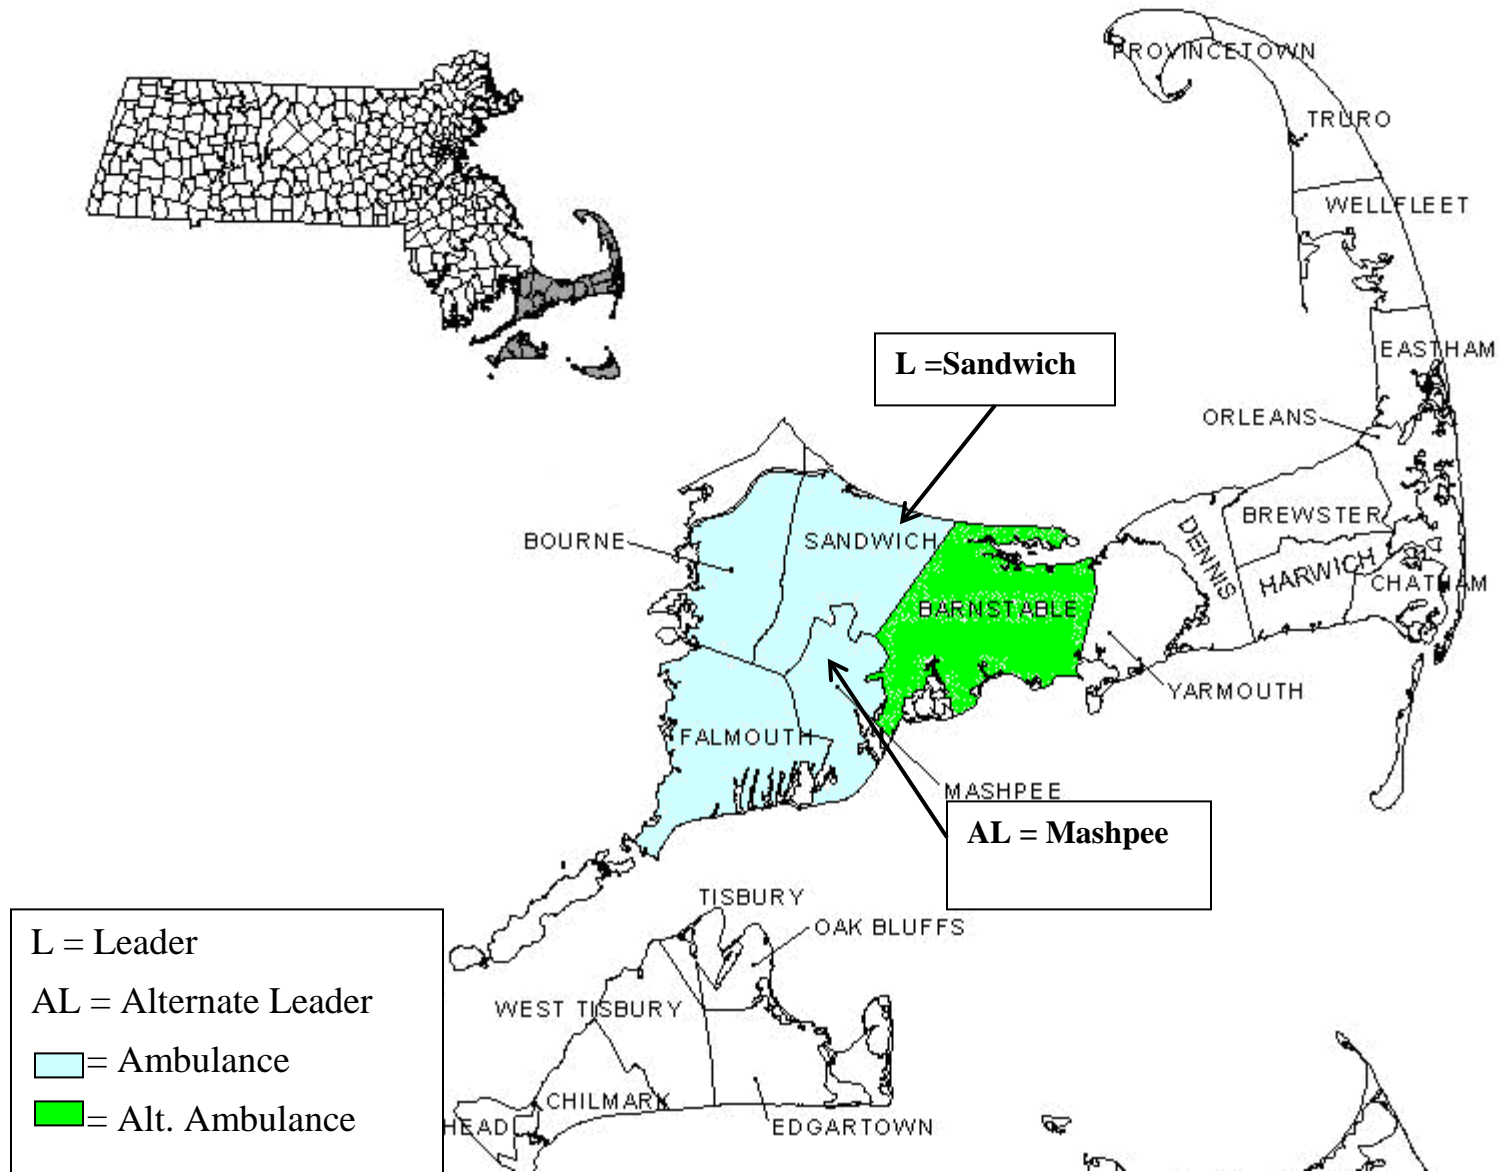 PROVINCETOWN
TRURO
WELLFLEET
L =Sandwich
EASTHAM
ORLEANS
BOURNE
SANDWICH
DENNIS
BREWSTER
HARWICH
CHATHAM
BARNSTABLE
YARMOUTH
FALMOUTH
MASHPEE
AL = Mashpee
TISBURY
OAK BLUFFS
WEST TISBURY
CHILMARK
HEAD
EDGARTOWN
L = Leader
AL = Alternate Leader
= Ambulance
= Alt. Ambulance